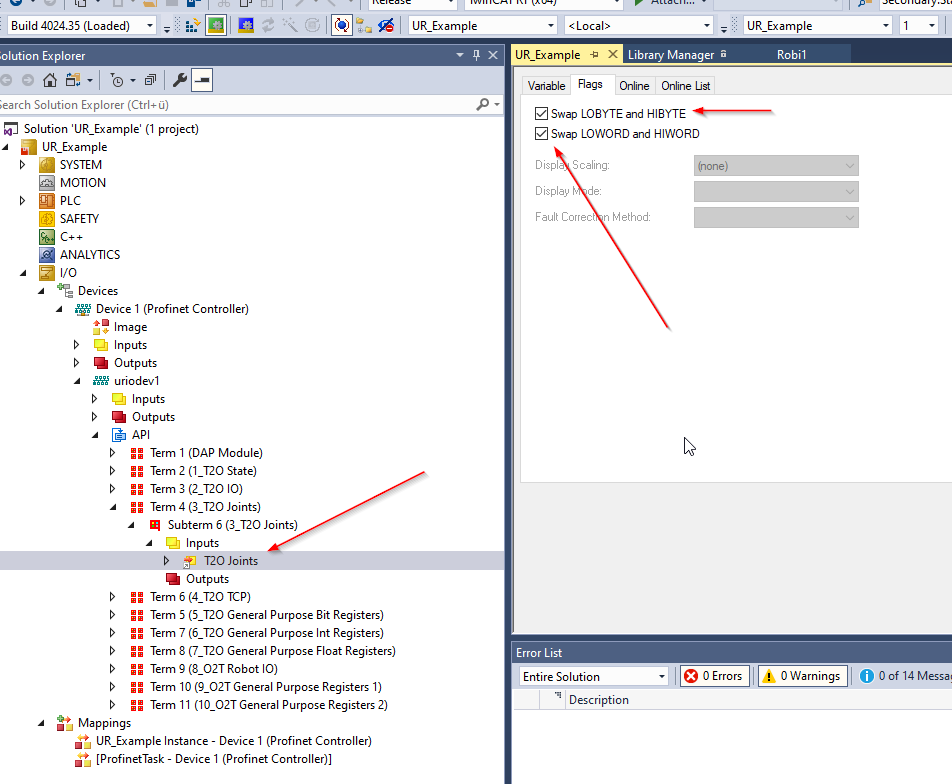 Release
TwinCAT RT (x64)
Attach...
Build 4024.35 (Loaded)
UR_Example
<Local>
UR_Example
1
Solution Explorer
Search Solution Explorer (Ctrl+ü)
Solution 'UR_Example' (1 project)
UR_Example
SYSTEM
MOTION
PLC
SAFETY
C++
ANALYTICS
I/O
Devices
Device 1 (Profinet Controller)
Image
Inputs
Outputs
uriodev1
Inputs
Outputs
API
Term 1 (DAP Module)
Term 2 (1_T2O State)
Term 3 (2_T2O IO)
Term 4 (3_T2O Joints)
Subterm 6 (3_T2O Joints)
Inputs
T2O Joints
Outputs
Term 6 (4_T2O TCP)
Term 5 (5_T2O General Purpose Bit Registers)
Term 7 (6_T2O General Purpose Int Registers)
Term 8 (7_T2O General Purpose Float Registers)
Term 9 (8_O2T Robot IO)
Term 10 (9_O2T General Purpose Registers 1)
Term 11 (10_O2T General Purpose Registers 2)
Mappings
UR_Example Instance - Device 1 (Profinet Controller)
[ProfinetTask - Device 1 (Profinet Controller)]
UR_Example
Library Manager
Robi1
Variable
Flags
Online
Online List
Swap LOBYTE and HIBYTE
Swap LOWORD and HIWORD
Display Scaling:
(none)
Display Mode:
Fault Correction Method:
Error List
Entire Solution
0 Errors
0 Warnings
0 of 14 Messa
Description